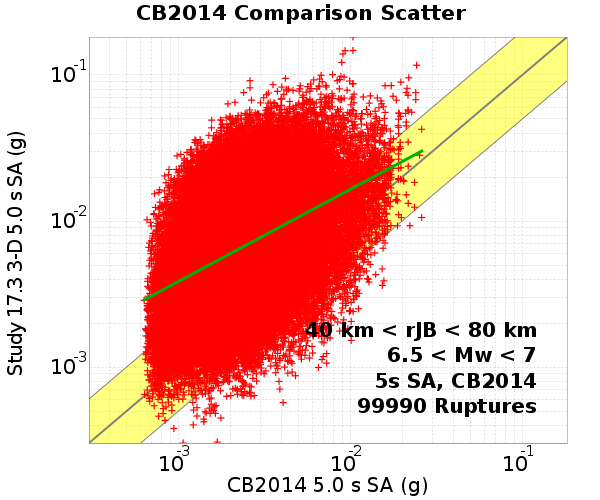 CB2014 Comparison Scatter
Study 17.3 3-D 5.0 s SA (g)
10-1
10-2
10-3
40 km < rJB < 80 km
6.5 < Mw < 7
5s SA, CB2014
99990 Ruptures
10-3 10-2 10-1
CB2014 5.0 s SA (g)